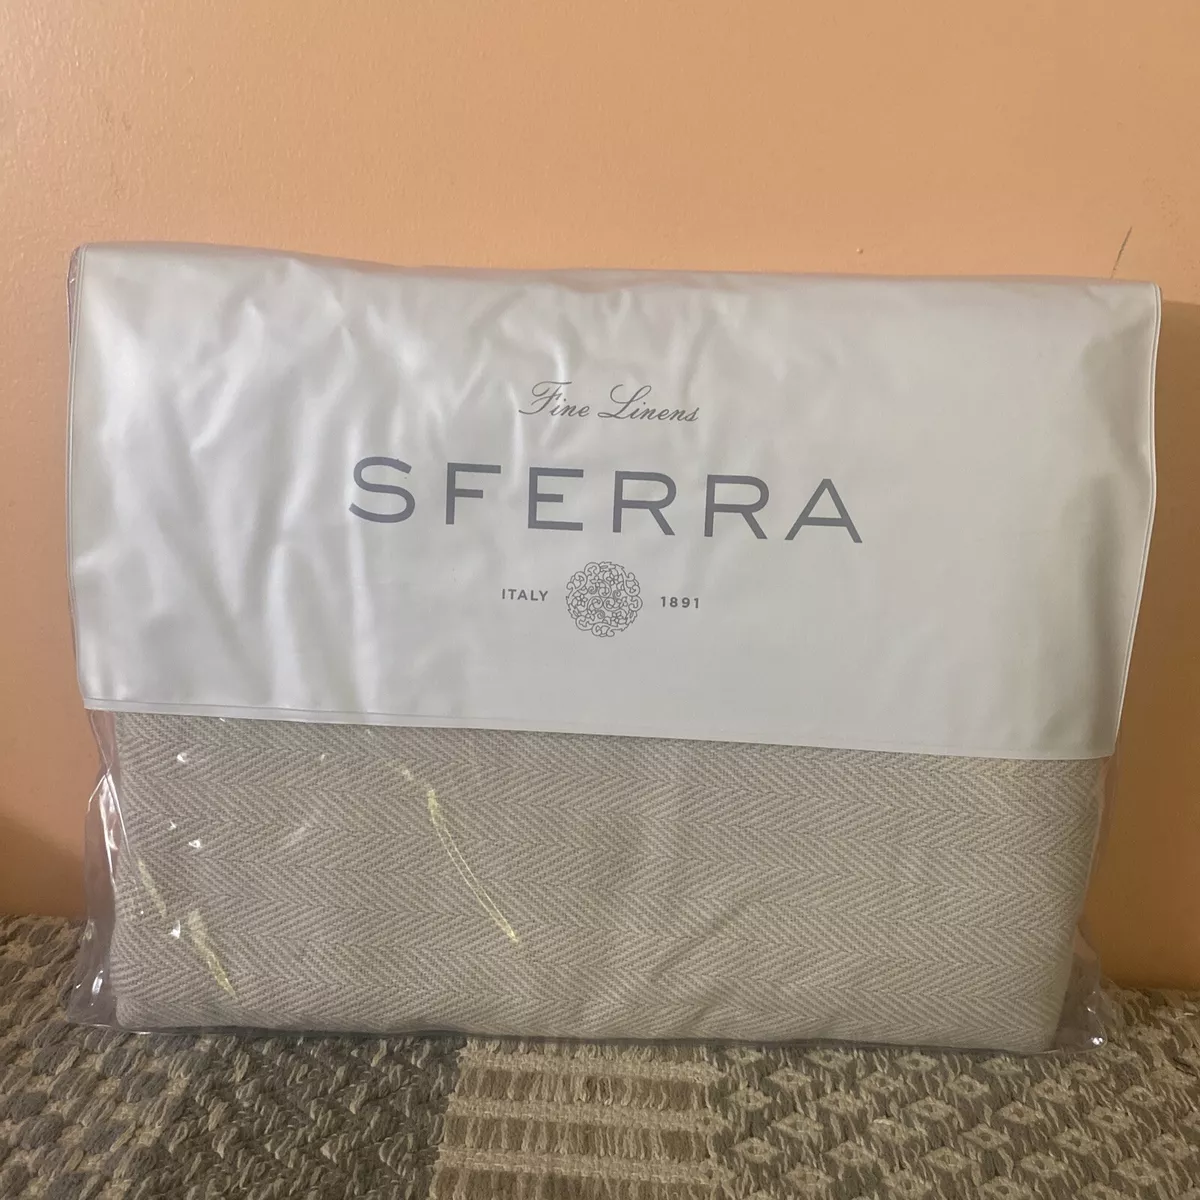 Fine Linens
SFERRA
ITALY 1891